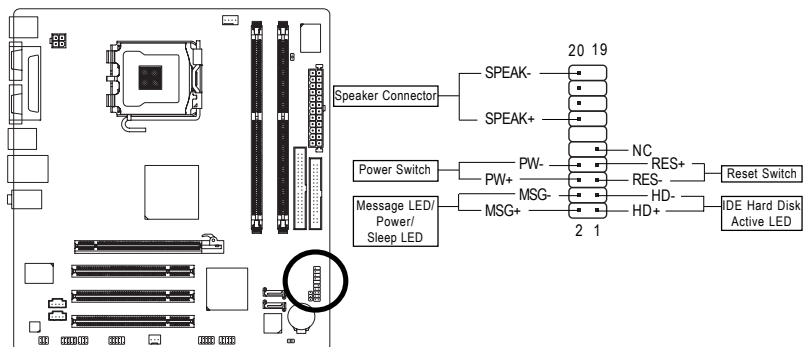 20 19
SPEAK-
Speaker Connector
SPEAK+
NC
Power Switch
PW-
RES+
Reset Switch
PW+
RES-
Message LED/
Power/
Sleep LED
MSG-
HD-
IDE Hard Disk
Active LED
MSG+
HD+
2 1